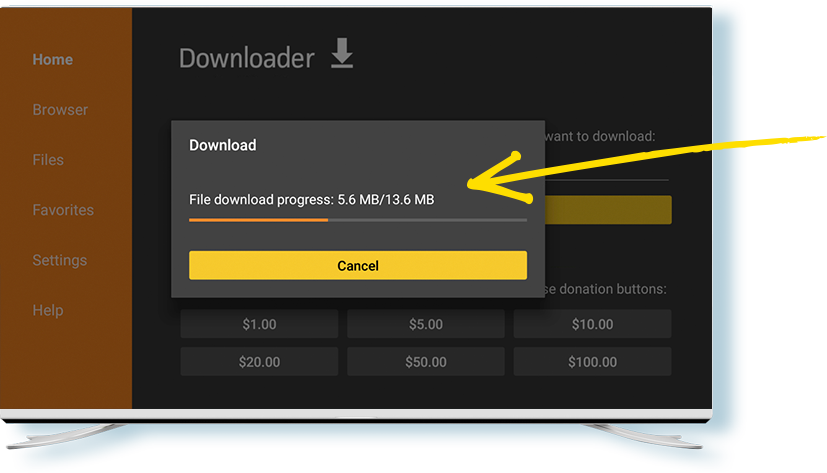 Home
Downloader
Browser
Files
Favorites
Settings
Help
Download
want to download:
File download progress: 5.6 MB/13.6 MB
Cancel
se donation buttons:
$1.00 $5.00 $10.00
$20.00 $50.00 $100.00